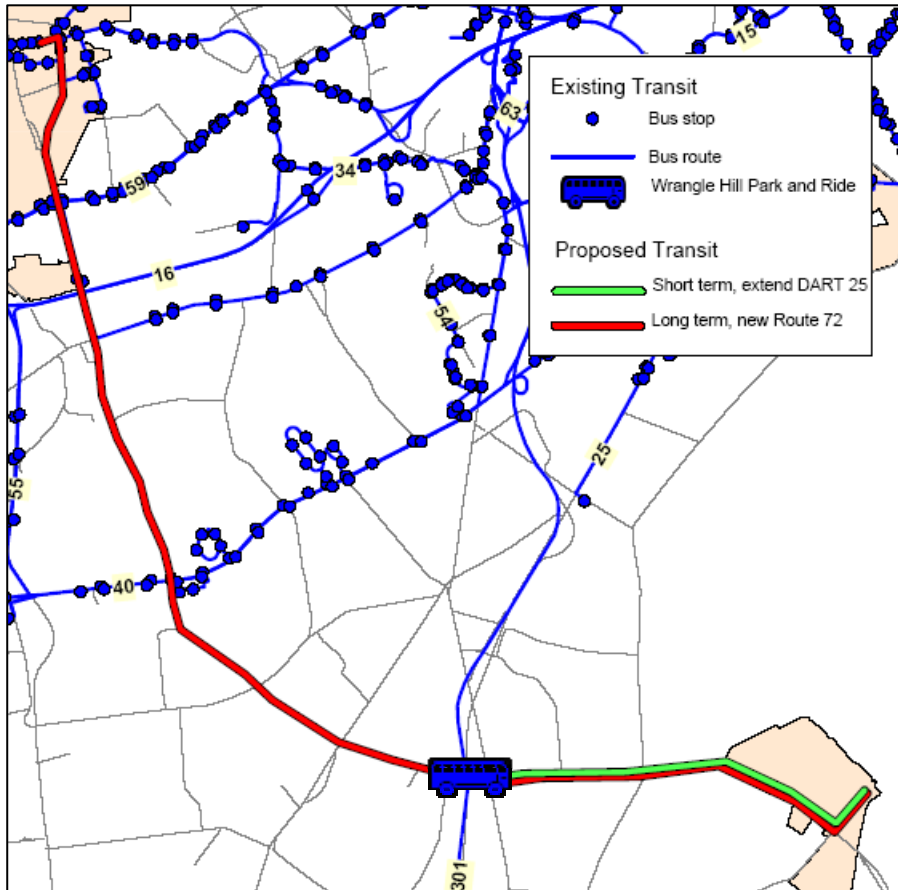 15
Existing Transit
Bus stop
Bus route
Wrangle Hill Park and Ride
Proposed Transit
Short term, extend DART 25
Long term, new Route 72
63
59
34
16
54
25
55
40
301